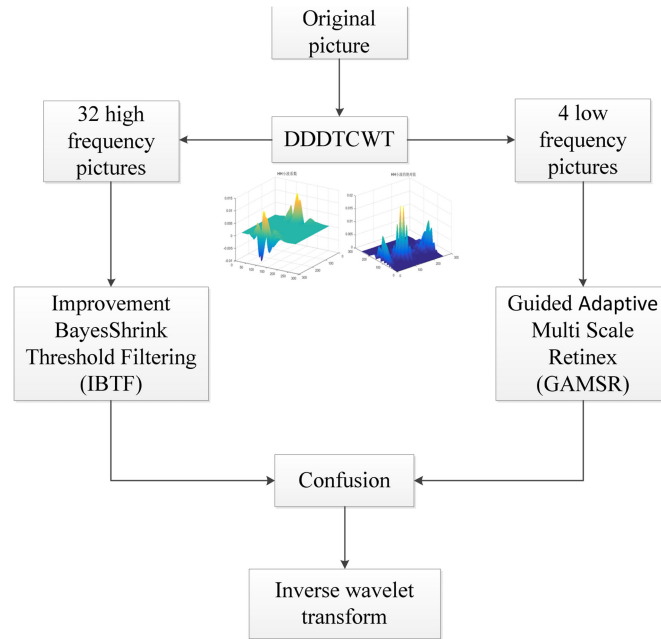 Original
picture
32 high
frequency
pictures
DDDTCWT
4 low
frequency
pictures
Improvement
BayesShrink
Threshold Filtering
(IBTF)
Guided Adaptive
Multi Scale
Retinex
(GAMSR)
Confusion
Inverse wavelet
transform